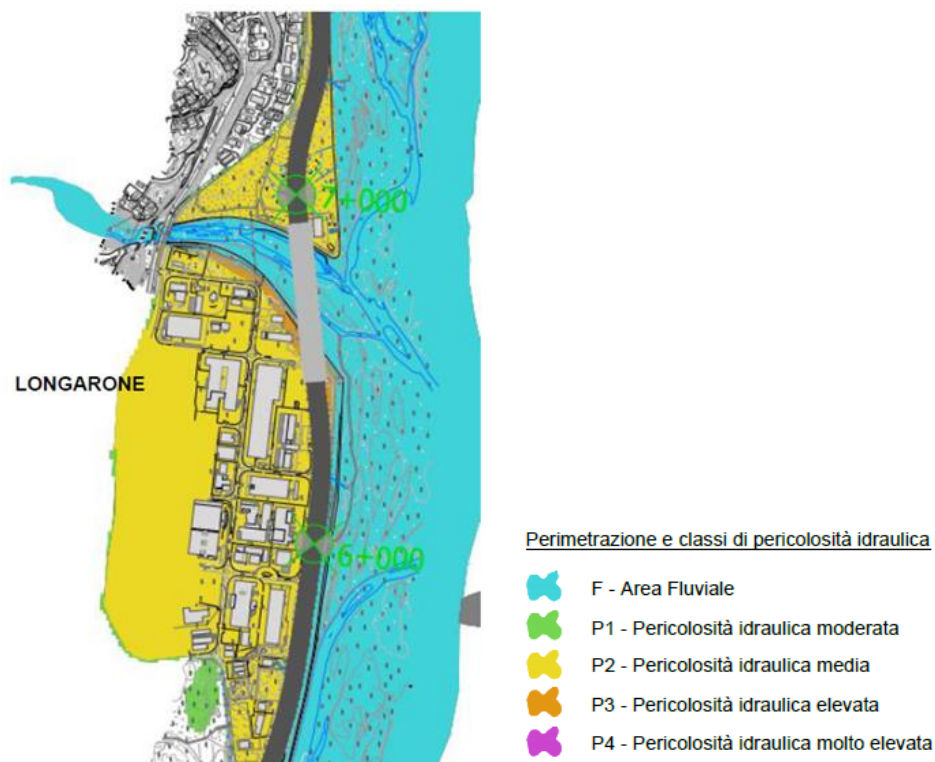 7+000
LONGARONE
6+000
Perimetrazione e classi di pericolosità idraulica
F - Area Fluviale
P1 - Pericolosità idraulica moderata
P2 - Pericolosità idraulica media
P3 - Pericolosità idraulica elevata
P4 - Pericolosità idraulica molto elevata